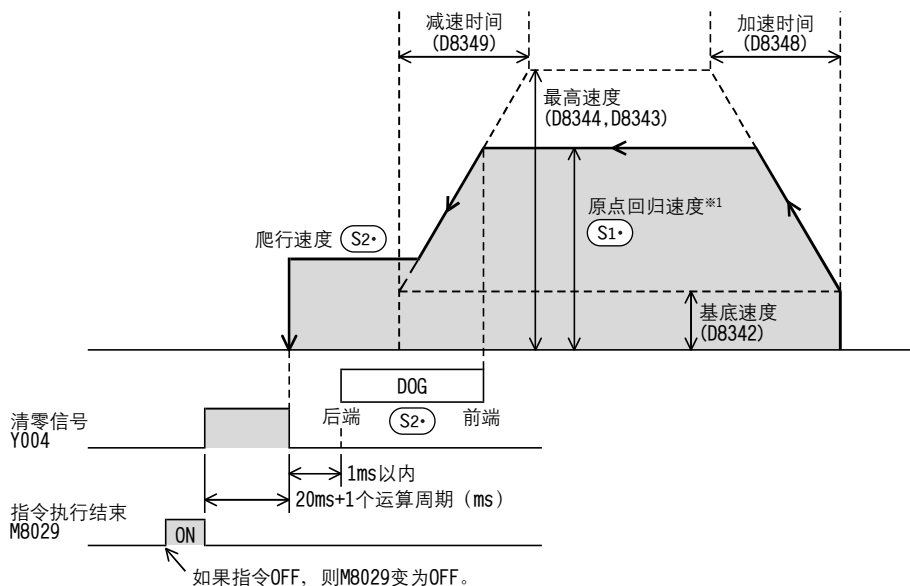 减速时间
(D8349)
加速时间
(D8348)
最高速度
(D8344,D8343)
原点回归速度※1
S1·
爬行速度 S2·
基底速度
(D8342)
DOG
后端 S2· 前端
清零信号
Y004
1ms以内
20ms+1个运算周期（ms）
指令执行结束
M8029
ON
如果指令OFF，则M8029变为OFF。